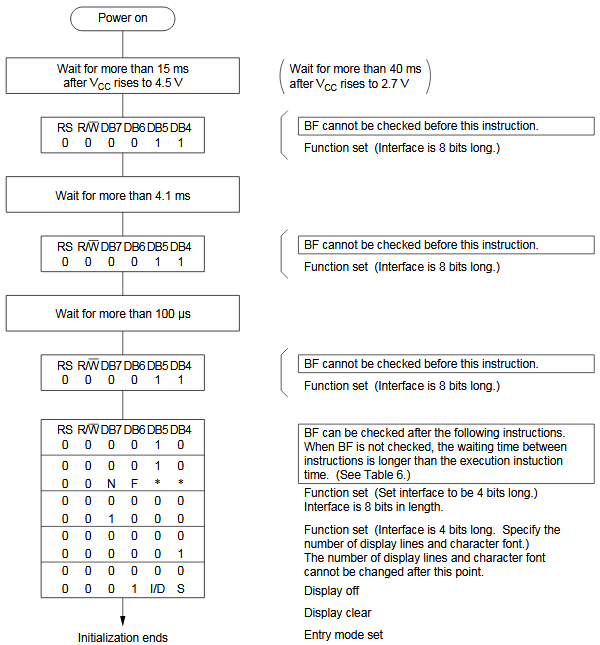 Power on
Wait for more than 15 ms
after VCC rises to 4.5 V
Wait for more than 40 ms
after VCC rises to 2.7 V
RS R/W̅ DB7 DB6 DB5 DB4
0 0 0 0 1 1
BF cannot be checked before this instruction.
Function set (Interface is 8 bits long.)
Wait for more than 4.1 ms
RS R/W̅ DB7 DB6 DB5 DB4
0 0 0 0 1 1
BF cannot be checked before this instruction.
Function set (Interface is 8 bits long.)
Wait for more than 100 µs
RS R/W̅ DB7 DB6 DB5 DB4
0 0 0 0 1 1
BF cannot be checked before this instruction.
Function set (Interface is 8 bits long.)
RS R/W̅ DB7 DB6 DB5 DB4
0 0 0 0 1 0
0 0 0 0 1 0
0 0 N F * *
0 0 0 0 0 0
0 0 1 0 0 0
0 0 0 0 0 0
0 0 0 0 0 1
0 0 0 0 0 0
0 0 0 1 I/D S
BF can be checked after the following instructions.
When BF is not checked, the waiting time between
instructions is longer than the execution instuction
time. (See Table 6.)
Function set (Set interface to be 4 bits long.)
Interface is 8 bits in length.
Function set (Interface is 4 bits long. Specify the
number of display lines and character font.)
The number of display lines and character font
cannot be changed after this point.
Display off
Display clear
Entry mode set
Initialization ends